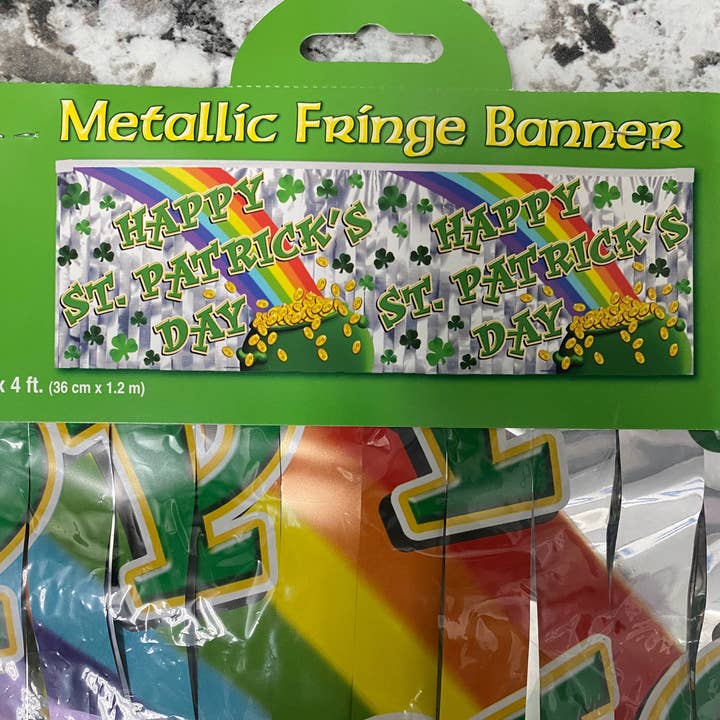 Metallic Fringe Banner
HAPPY
ST. PATRICK'S
DAY
HAPPY
ST. PATRICK'S
DAY
x 4 ft. (36 cm x 1.2 m)